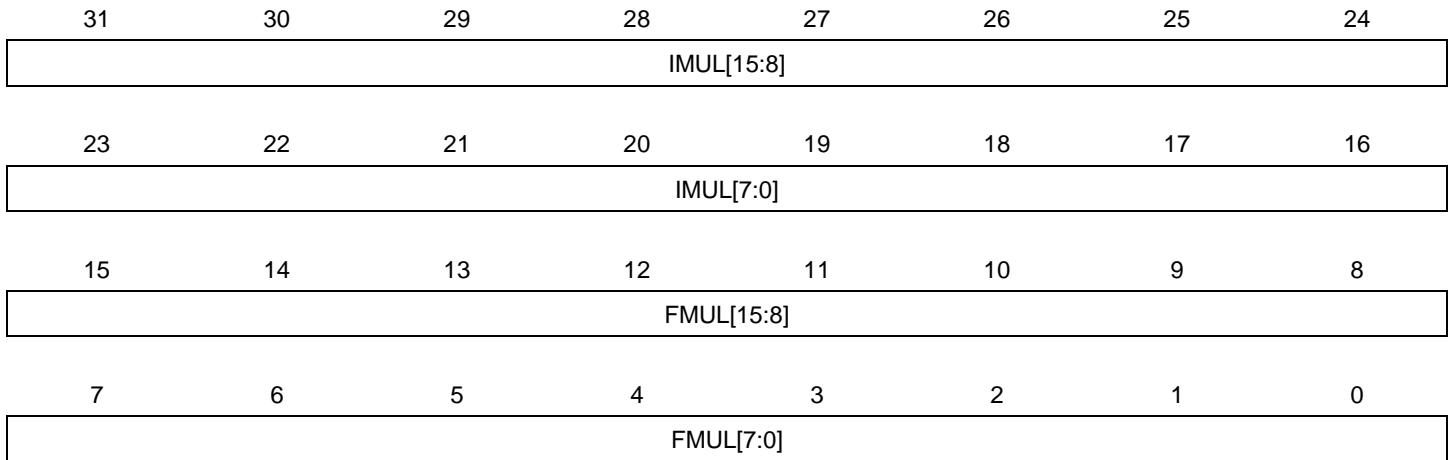 31 30 29 28 27 26 25 24
IMUL[15:8]
23 22 21 20 19 18 17 16
IMUL[7:0]
15 14 13 12 11 10 9 8
FMUL[15:8]
7 6 5 4 3 2 1 0
FMUL[7:0]